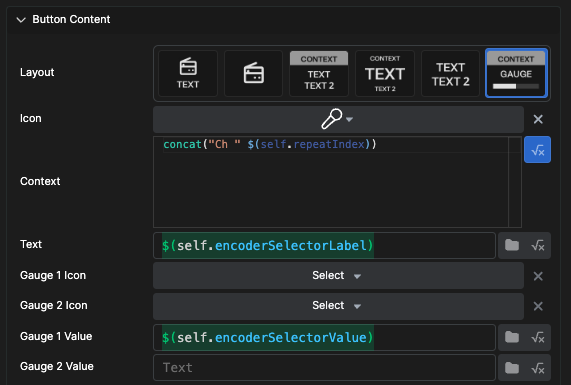 Button Content
Layout
TEXT
CONTEXT
TEXT
TEXT 2
CONTEXT
TEXT
TEXT 2
TEXT
TEXT 2
CONTEXT
GAUGE
Icon
Context
concat("Ch " $(self.repeatIndex))
√x
Text
$(self.encoderSelectorLabel)
√x
Gauge 1 Icon
Select
Gauge 2 Icon
Select
Gauge 1 Value
$(self.encoderSelectorValue)
√x
Gauge 2 Value
Text
√x